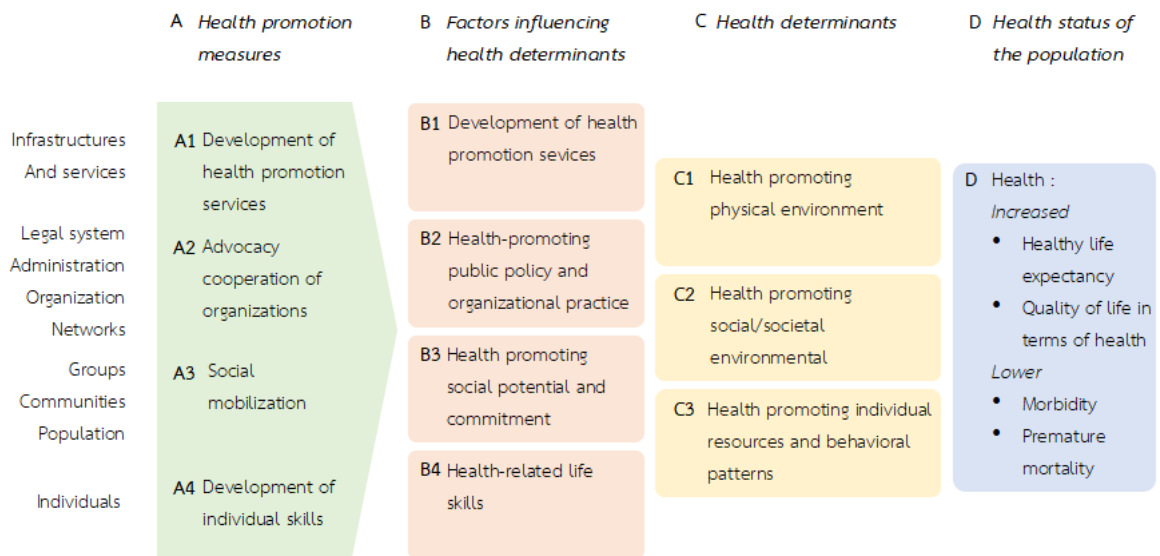 A Health promotion
measures
B Factors influencing
health determinants
C Health determinants
D Health status of
the population
Infrastructures
And services
Legal system
Administration
Organization
Networks
Groups
Communities
Population
Individuals
A1 Development of
health promotion
services
A2 Advocacy
cooperation of
organizations
A3 Social
mobilization
A4 Development of
individual skills
B1 Development of health
promotion sevices
B2 Health-promoting
public policy and
organizational practice
B3 Health promoting
social potential and
commitment
B4 Health-related life
skills
C1 Health promoting
physical environment
C2 Health promoting
social/societal
environmental
C3 Health promoting individual
resources and behavioral
patterns
D Health :
Increased
• Healthy life
expectancy
• Quality of life in
terms of health
Lower
• Morbidity
• Premature
mortality